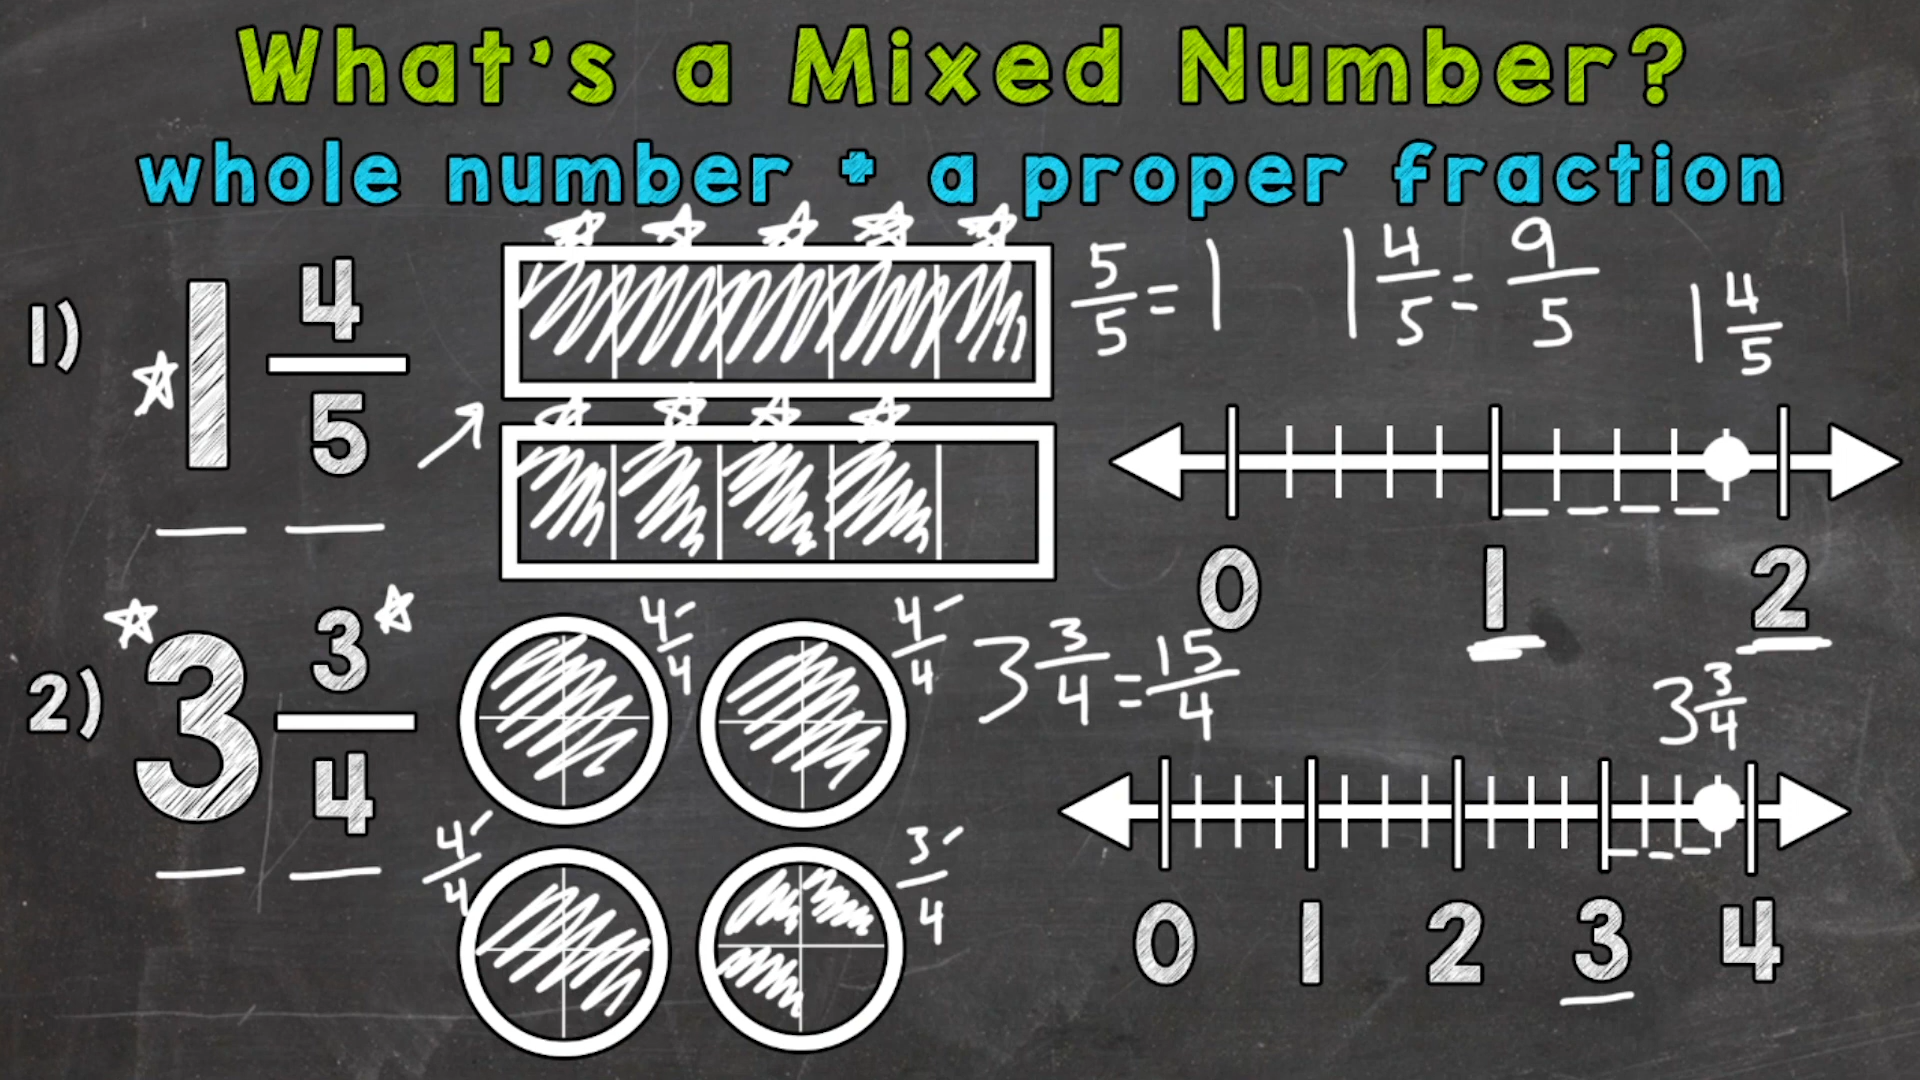 What's a Mixed Number?
whole number + a proper fraction
1) 1 4/5
5/5 = 1
1 4/5 = 9/5
1 4/5
0 1 2
2) 3 3/4
4/4
4/4
4/4
3/4
3 3/4 = 15/4
3 3/4
0 1 2 3 4